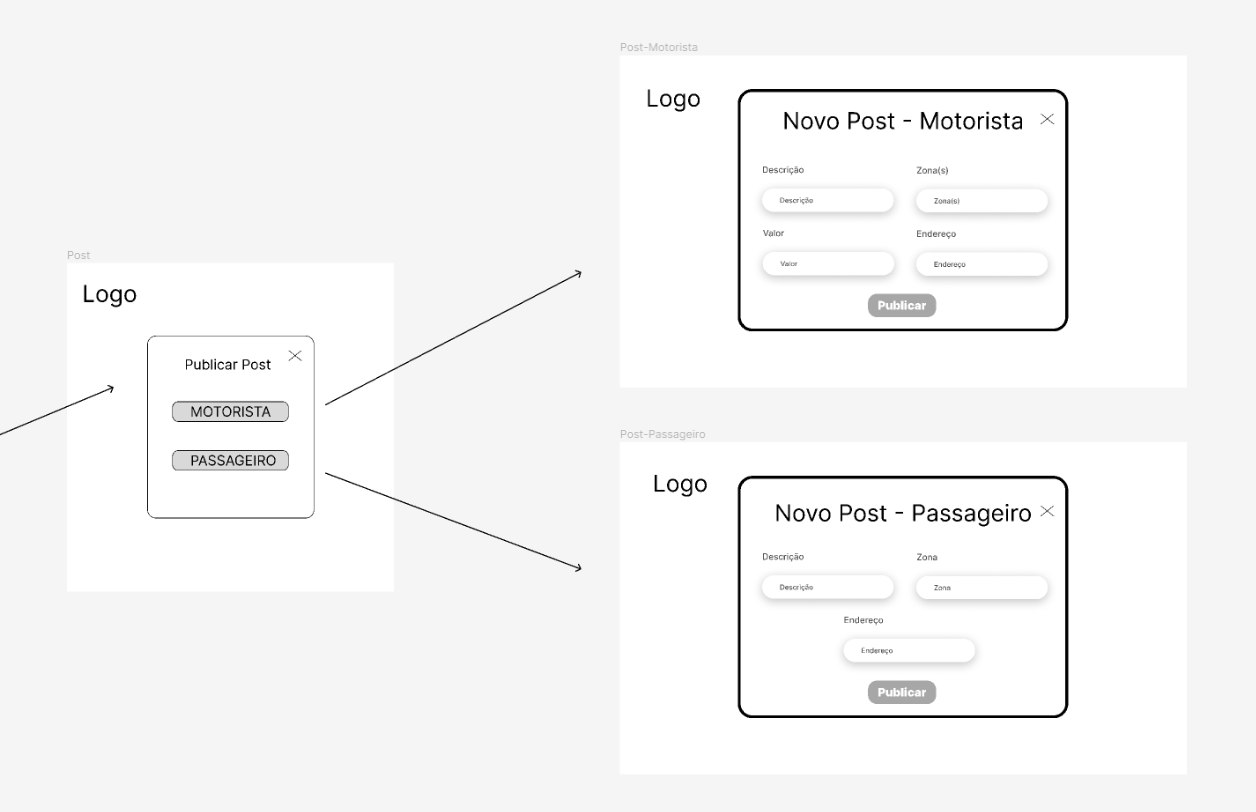 Post
Logo
Publicar Post
MOTORISTA
PASSAGEIRO
Post-Motorista
Logo
Novo Post - Motorista
Descrição Zona(s)
Descrição Zona(s)
Valor Endereço
Valor Endereço
Publicar
Post-Passageiro
Logo
Novo Post - Passageiro
Descrição Zona
Descrição Zona
Endereço
Endereço
Publicar